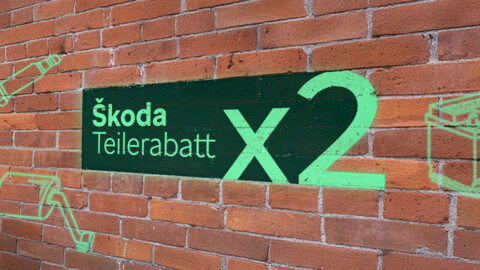 Škoda
Teilerabatt
x2